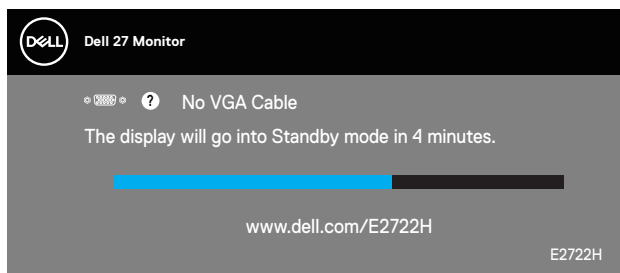 DELL
Dell 27 Monitor
? No VGA Cable
The display will go into Standby mode in 4 minutes.
www.dell.com/E2722H
E2722H